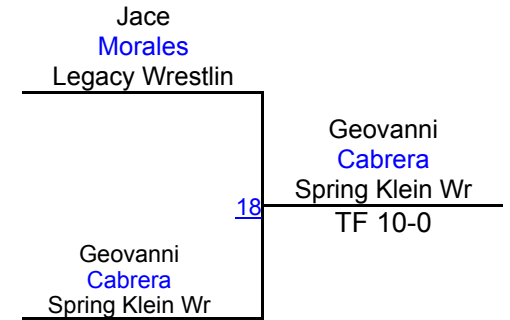 Jace
Morales
Legacy Wrestlin
Geovanni
Cabrera
Spring Klein Wr
18
TF 10-0
Geovanni
Cabrera
Spring Klein Wr